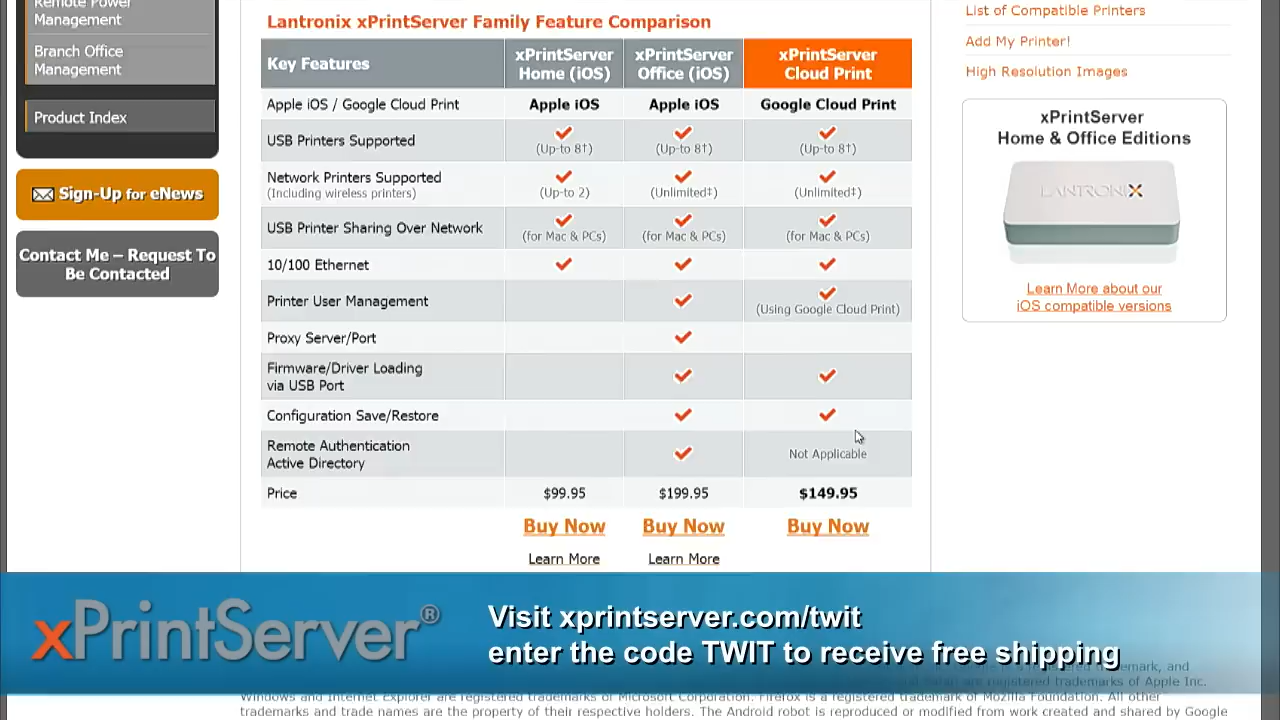 Remote Power
Management
Branch Office
Management
Product Index
Sign-Up for eNews
Contact Me – Request To
Be Contacted
Lantronix xPrintServer Family Feature Comparison
Key Features
xPrintServer
Home (iOS)
xPrintServer
Office (iOS)
xPrintServer
Cloud Print
Apple iOS / Google Cloud Print
Apple iOS
Apple iOS
Google Cloud Print
USB Printers Supported
(Up-to 8†)
(Up-to 8†)
(Up-to 8†)
Network Printers Supported
(Including wireless printers)
(Up-to 2)
(Unlimited‡)
(Unlimited‡)
USB Printer Sharing Over Network
(for Mac & PCs)
(for Mac & PCs)
(for Mac & PCs)
10/100 Ethernet
Printer User Management
(Using Google Cloud Print)
Proxy Server/Port
Firmware/Driver Loading
via USB Port
Configuration Save/Restore
Remote Authentication
Active Directory
Not Applicable
Price
$99.95
$199.95
$149.95
Buy Now
Buy Now
Buy Now
Learn More
Learn More
List of Compatible Printers
Add My Printer!
High Resolution Images
xPrintServer
Home & Office Editions
LANTRONIX
Learn More about our
iOS compatible versions
xPrintServer®
Visit xprintserver.com/twit
enter the code TWIT to receive free shipping
trademark, and
are registered trademarks of Apple Inc.
Windows and Internet Explorer are registered trademarks of Microsoft Corporation. Firefox is a registered trademark of Mozilla Foundation. All other
trademarks and trade names are the property of their respective holders. The Android robot is reproduced or modified from work created and shared by Google